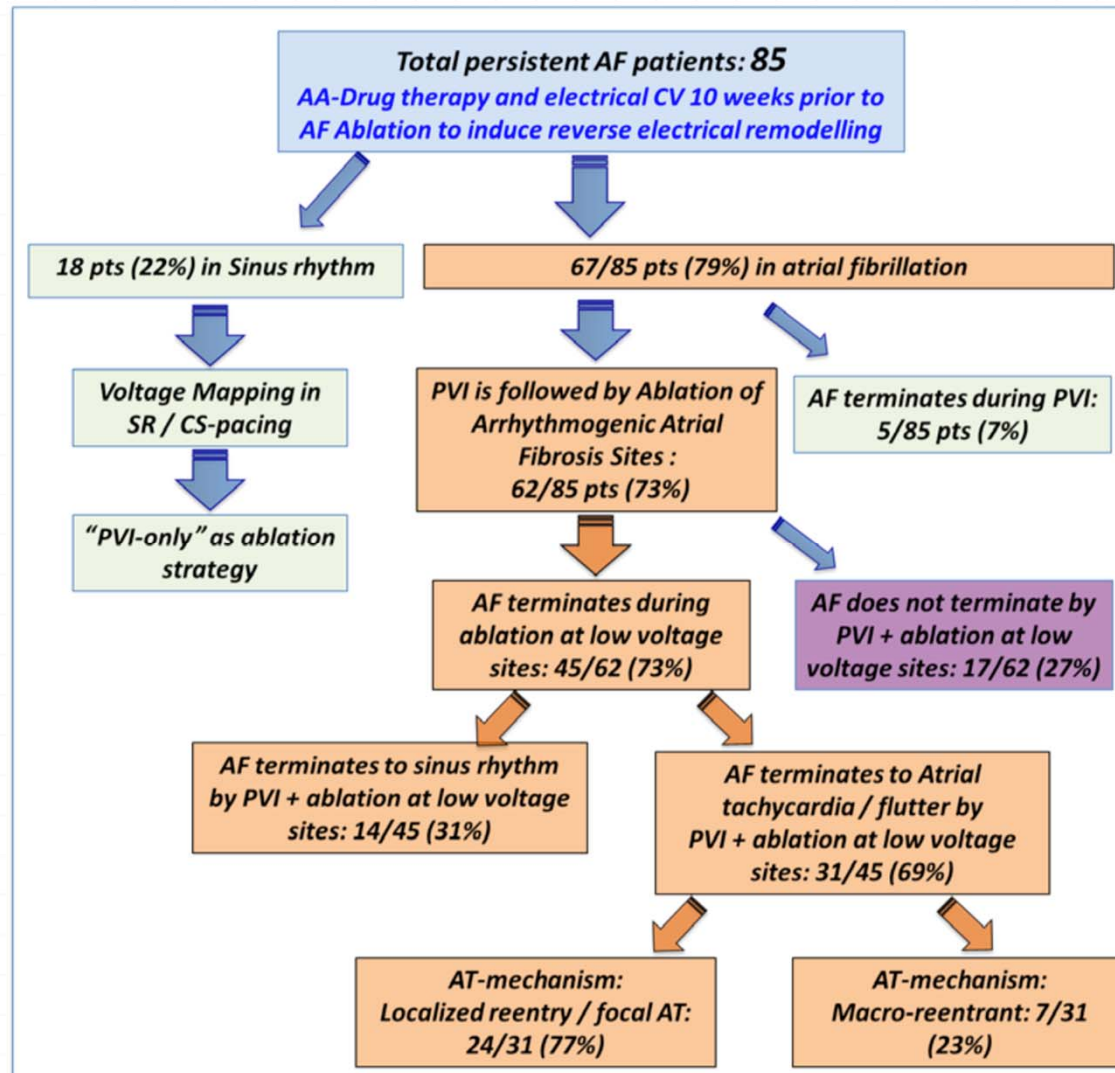 Total persistent AF patients: 85
AA-Drug therapy and electrical CV 10 weeks prior to
AF Ablation to induce reverse electrical remodelling
18 pts (22%) in Sinus rhythm
67/85 pts (79%) in atrial fibrillation
Voltage Mapping in
SR / CS-pacing
PVI is followed by Ablation of
Arrhythmogenic Atrial
Fibrosis Sites :
62/85 pts (73%)
AF terminates during PVI:
5/85 pts (7%)
“PVI-only” as ablation
strategy
AF terminates during
ablation at low voltage
sites: 45/62 (73%)
AF does not terminate by
PVI + ablation at low
voltage sites: 17/62 (27%)
AF terminates to sinus rhythm
by PVI + ablation at low voltage
sites: 14/45 (31%)
AF terminates to Atrial
tachycardia / flutter by
PVI + ablation at low voltage
sites: 31/45 (69%)
AT-mechanism:
Localized reentry / focal AT:
24/31 (77%)
AT-mechanism:
Macro-reentrant: 7/31
(23%)